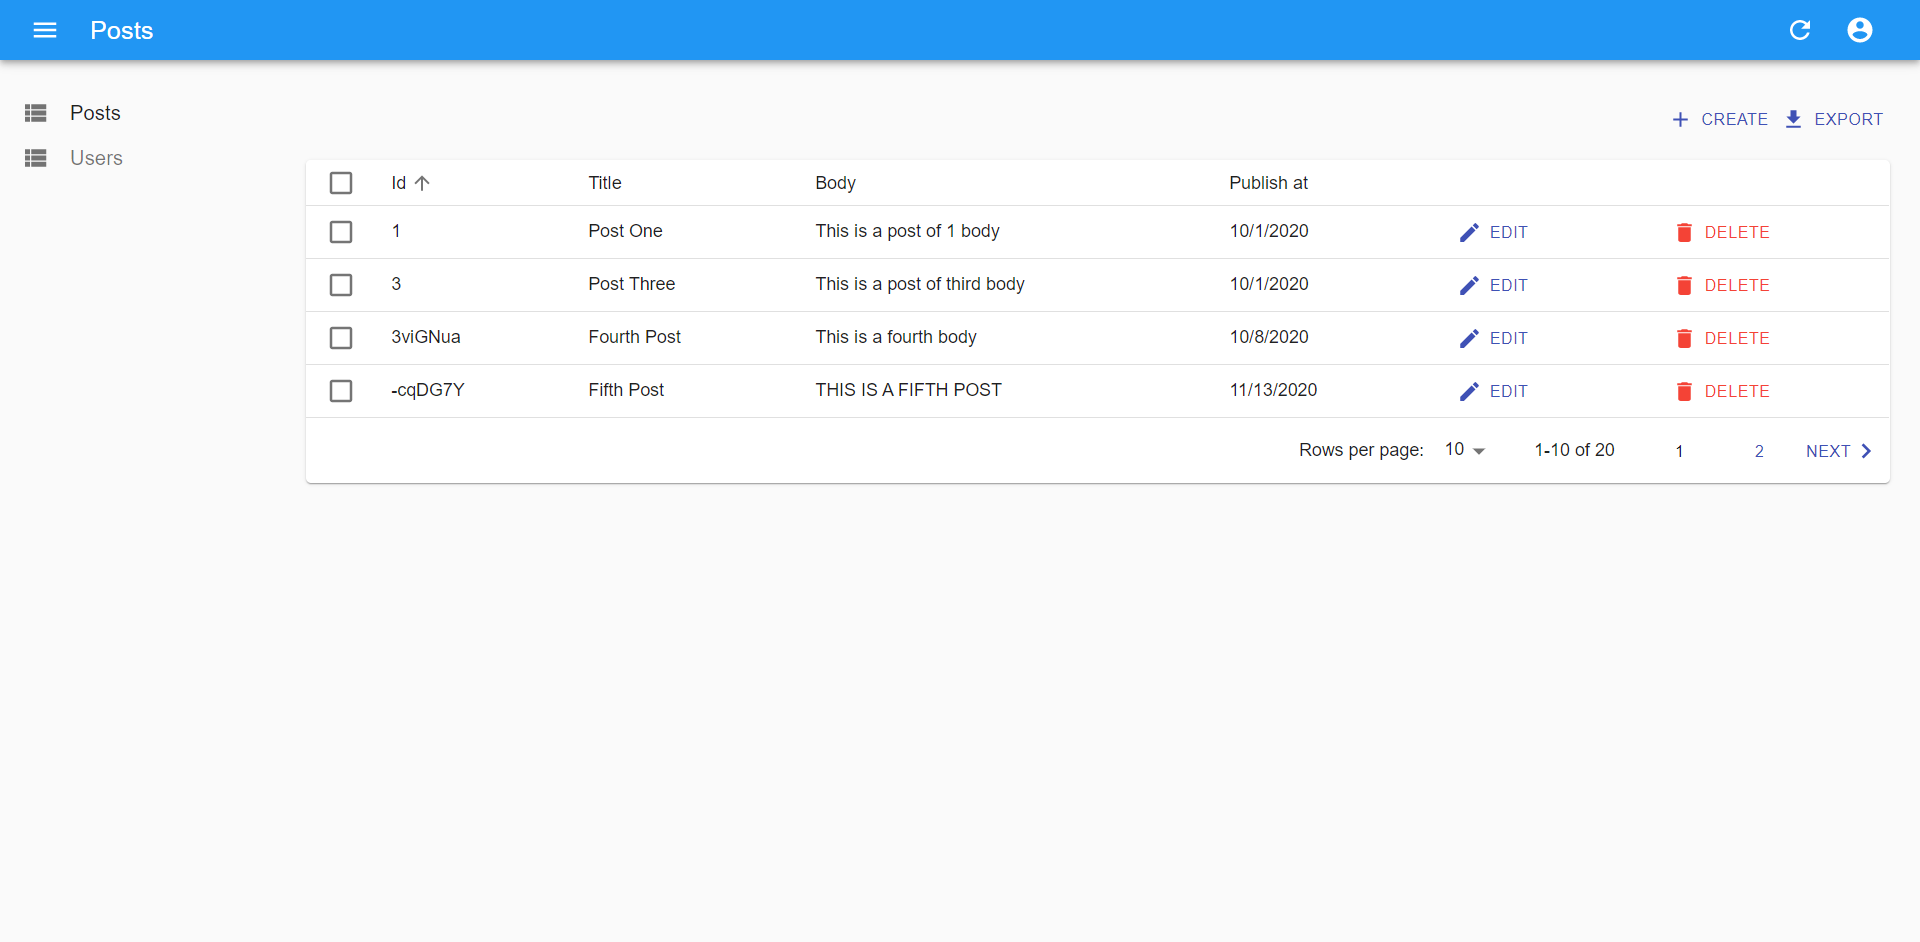 Posts
Posts
Users
CREATE EXPORT
Id Title Body Publish at
1 Post One This is a post of 1 body 10/1/2020 EDIT DELETE
3 Post Three This is a post of third body 10/1/2020 EDIT DELETE
3viGNua Fourth Post This is a fourth body 10/8/2020 EDIT DELETE
-cqDG7Y Fifth Post THIS IS A FIFTH POST 11/13/2020 EDIT DELETE
Rows per page: 10 1-10 of 20 1 2 NEXT